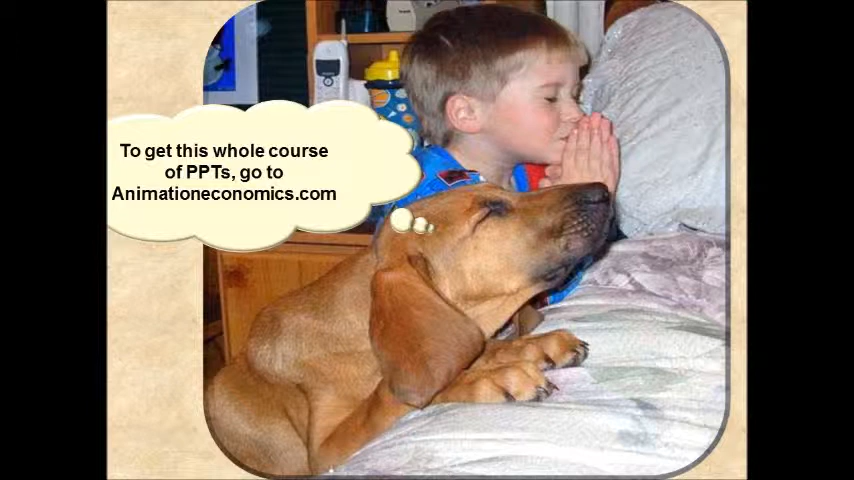 To get this whole course
of PPTs, go to
Animationeconomics.com